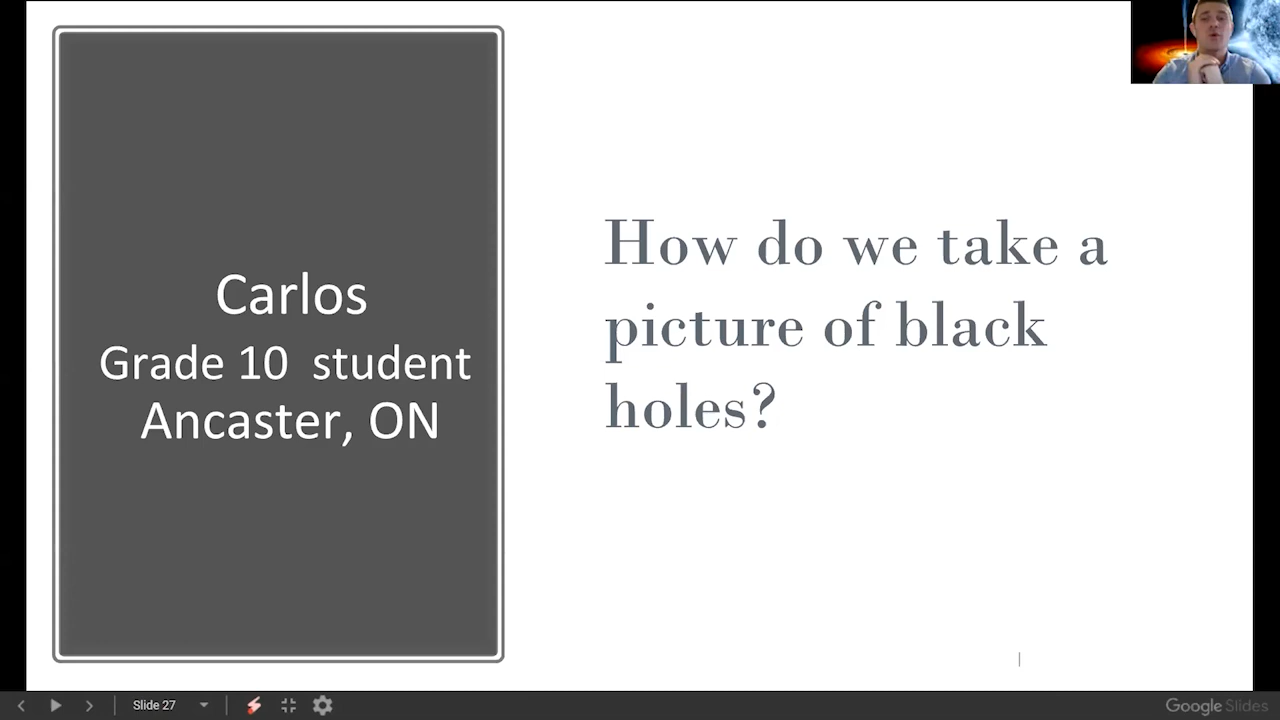 Carlos
Grade 10 student
Ancaster, ON
How do we take a
picture of black
holes?
Slide 27
Google Slides